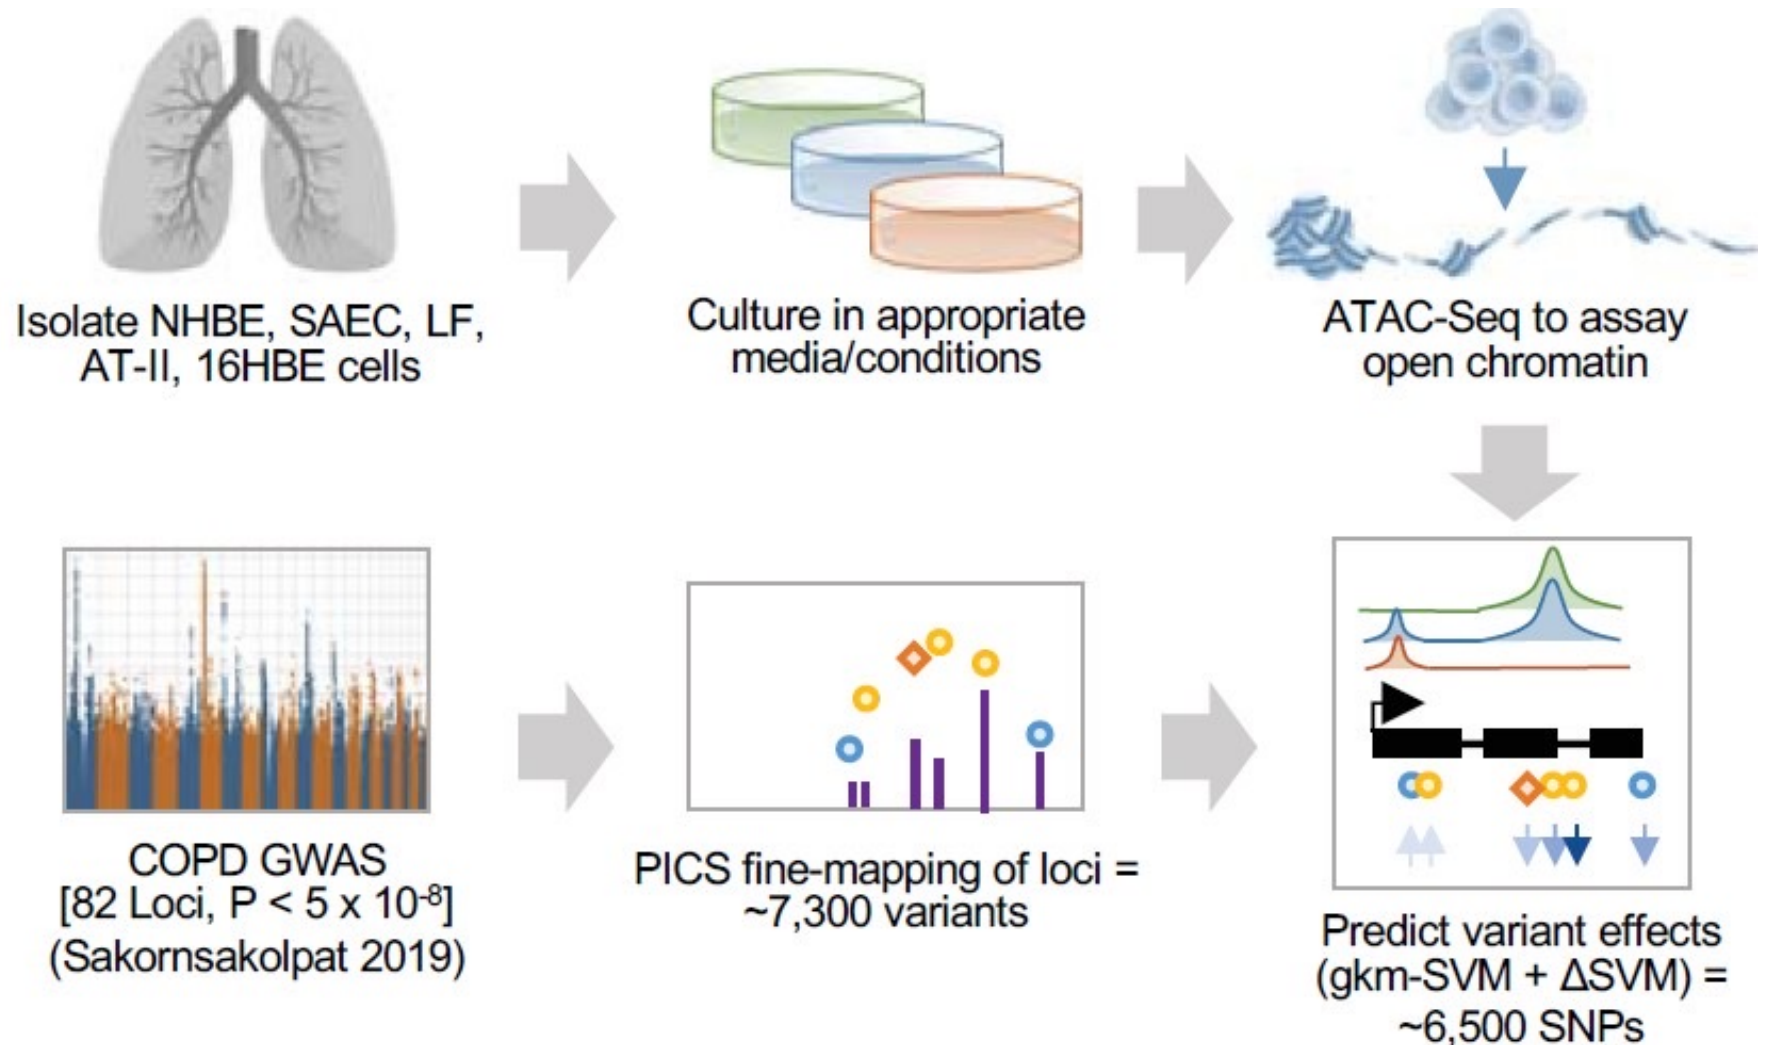 Isolate NHBE, SAEC, LF,
AT-II, 16HBE cells
Culture in appropriate
media/conditions
ATAC-Seq to assay
open chromatin
COPD GWAS
[82 Loci, P < 5 x 10⁻⁸]
(Sakornsakolpat 2019)
PICS fine-mapping of loci =
~7,300 variants
Predict variant effects
(gkm-SVM + ΔSVM) =
~6,500 SNPs